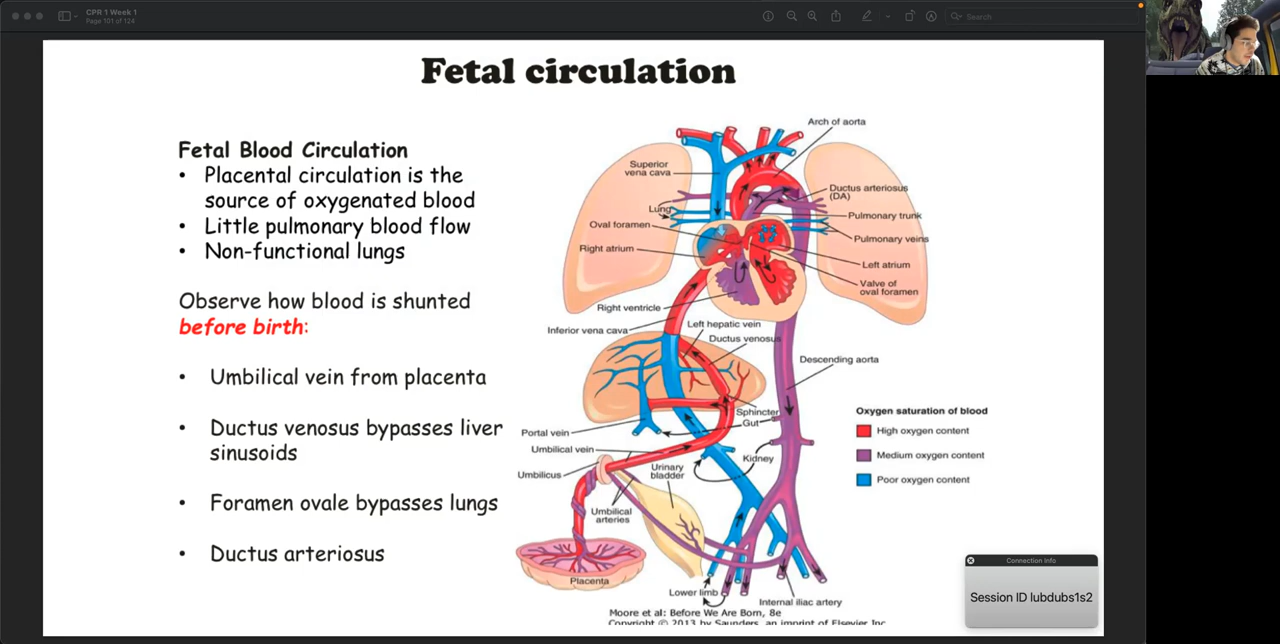 CPR 1 Week 1
Page 101 of 124
Search
Fetal circulation
Fetal Blood Circulation
• Placental circulation is the
source of oxygenated blood
• Little pulmonary blood flow
• Non-functional lungs
Observe how blood is shunted
before birth:
• Umbilical vein from placenta
• Ductus venosus bypasses liver
sinusoids
• Foramen ovale bypasses lungs
• Ductus arteriosus
Arch of aorta
Superior
vena cava
Ductus arteriosus
(DA)
Lung
Pulmonary trunk
Oval foramen
Pulmonary veins
Right atrium
Left atrium
Valve of
oval foramen
Right ventricle
Left hepatic vein
Inferior vena cava
Ductus venosus
Descending aorta
Sphincter
Gut
Portal vein
Umbilical vein
Kidney
Umbilicus
Urinary
bladder
Umbilical
arteries
Placenta
Lower limb
Internal iliac artery
Oxygen saturation of blood
High oxygen content
Medium oxygen content
Poor oxygen content
Moore et al: Before We Are Born, 8e
Copyright © 2013 by Saunders, an imprint of Elsevier Inc
Connection Info
Session ID lubdubs1s2